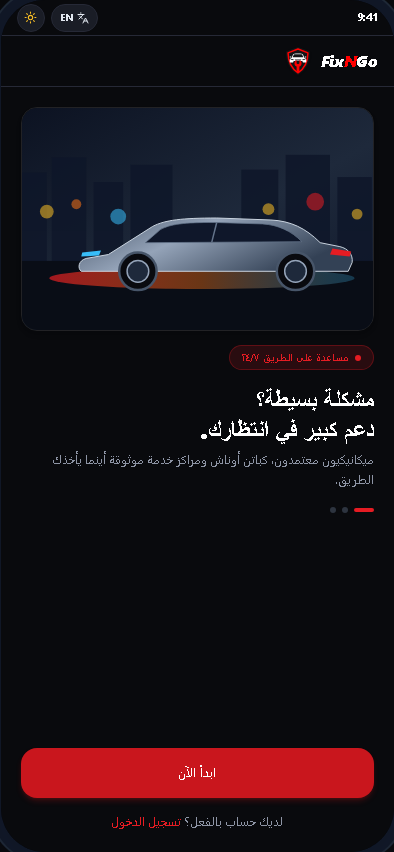 9:41
EN
FixNGo
مساعدة على الطريق ٢٤/٧
مشكلة بسيطة؟
دعم كبير في انتظارك.
ميكانيكيون معتمدون، كباتن أوناش ومراكز خدمة موثوقة أينما يأخذك
الطريق.
ابدأ الآن
لديك حساب بالفعل؟ تسجيل الدخول